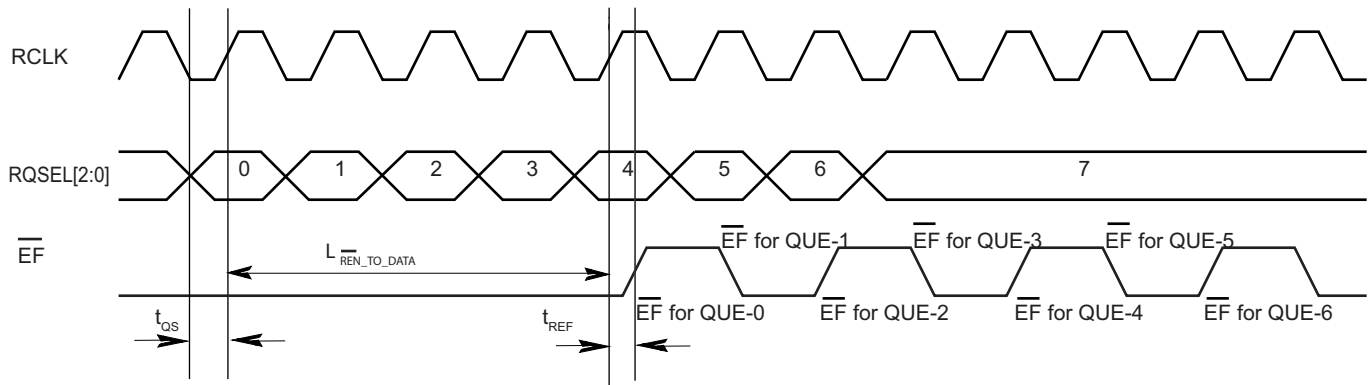 RCLK
RQSEL[2:0]
0 1 2 3 4 5 6 7
EF
EF for QUE-1 EF for QUE-3 EF for QUE-5
L REN_TO_DATA
EF for QUE-0 EF for QUE-2 EF for QUE-4 EF for QUE-6
tQS tREF